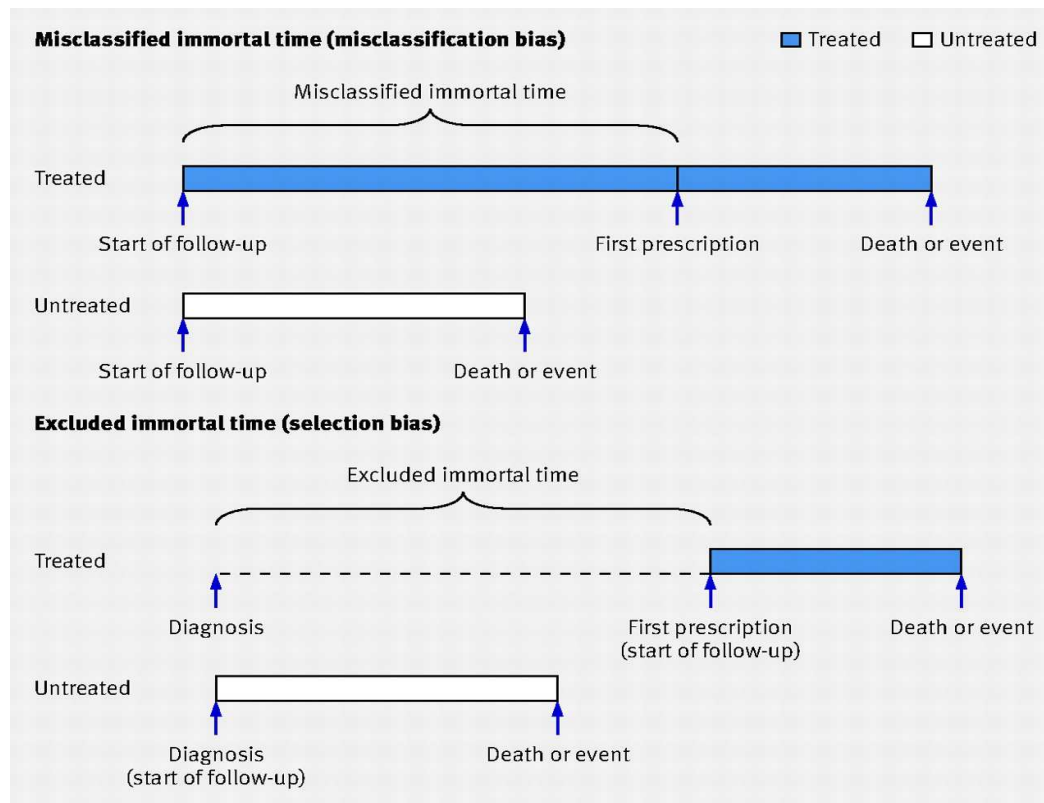 Misclassified immortal time (misclassification bias)
Treated
Untreated
Misclassified immortal time
Treated
Start of follow-up
First prescription
Death or event
Untreated
Start of follow-up
Death or event
Excluded immortal time (selection bias)
Excluded immortal time
Treated
Diagnosis
First prescription
(start of follow-up)
Death or event
Untreated
Diagnosis
(start of follow-up)
Death or event